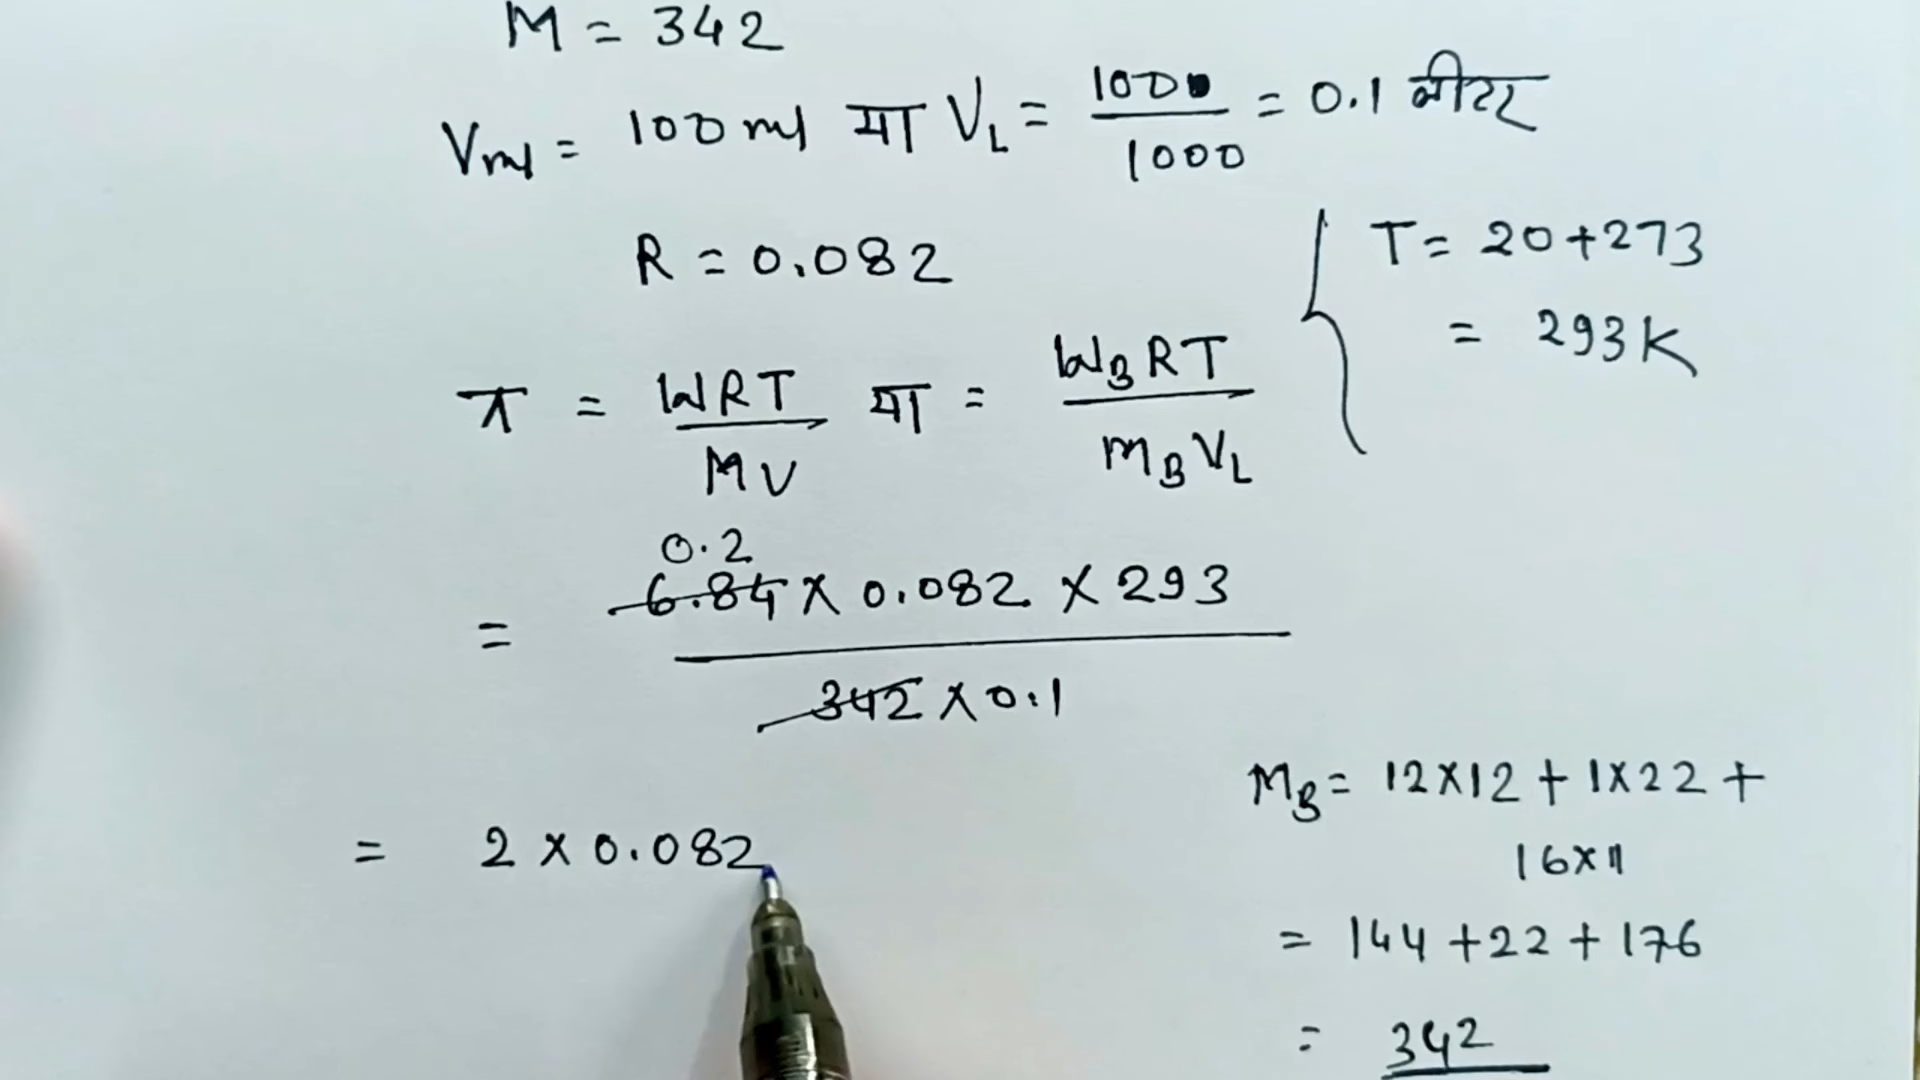 M = 342
Vml = 100 ml या VL = 100/1000 = 0.1 लीटर
R = 0.082
T = 20+273
= 293K
π = WRT/MV या = WBRT/mBVL
0.2
= 6.84 × 0.082 × 293 / 342 × 0.1
= 2 × 0.082
MB = 12×12 + 1×22 +
16×11
= 144 + 22 + 176
= 342